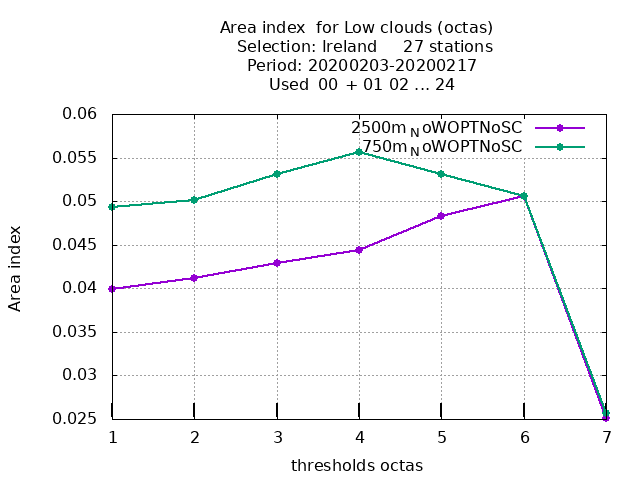 Area index  for Low clouds (octas)
Selection: Ireland     27 stations
Period: 20200203-20200217
Used  00 + 01 02 ... 24
2500m_NoWOPTNoSC
750m_NoWOPTNoSC
0.06
0.055
0.05
0.045
0.04
0.035
0.03
0.025
Area index
1 2 3 4 5 6 7
thresholds octas